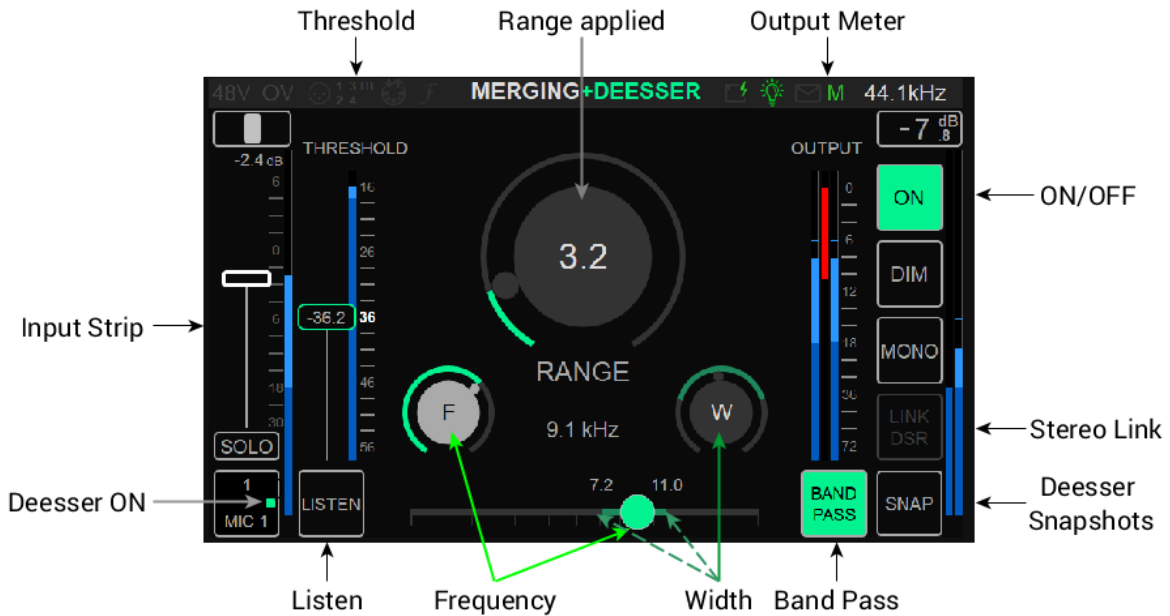 Threshold
Range applied
Output Meter
48V OV
MERGING+DEESSER
M
44.1kHz
-7 dB .8
-2.4 dB
THRESHOLD
OUTPUT
6
0
6
18
30
16
26
36
46
56
-36.2
3.2
0
6
12
18
36
72
ON
ON/OFF
DIM
Input Strip
MONO
RANGE
F
W
9.1 kHz
LINK
DSR
Stereo Link
SOLO
Deesser ON
1
MIC 1
LISTEN
7.2
11.0
BAND
PASS
SNAP
Deesser
Snapshots
Listen
Frequency
Width
Band Pass